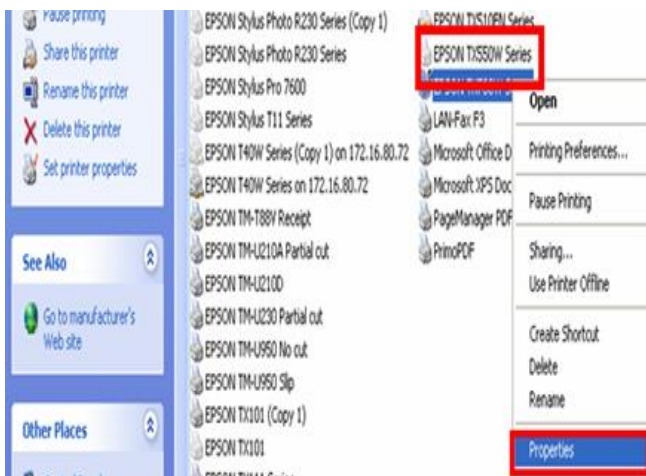 Pause printing
Share this printer
Rename this printer
Delete this printer
Set printer properties
See Also
Go to manufacturer's
Web site
Other Places
EPSON Stylus Photo R230 Series (Copy 1)
EPSON Stylus Photo R230 Series
EPSON Stylus Pro 7600
EPSON Stylus T11 Series
EPSON T40W Series (Copy 1) on 172.16.80.72
EPSON T40W Series on 172.16.80.72
EPSON TM-T88V Receipt
EPSON TM-U210A Partial cut
EPSON TM-U210D
EPSON TM-U230 Partial cut
EPSON TM-U950 No cut
EPSON TM-U950 Slip
EPSON TX101 (Copy 1)
EPSON TX101
EPSON TX510FN Series
EPSON TX550W Series
LAN-Fax F3
Microsoft Office D
Microsoft XPS Doc
PageManager PDF
PrimoPDF
Open
Printing Preferences...
Pause Printing
Sharing...
Use Printer Offline
Create Shortcut
Delete
Rename
Properties